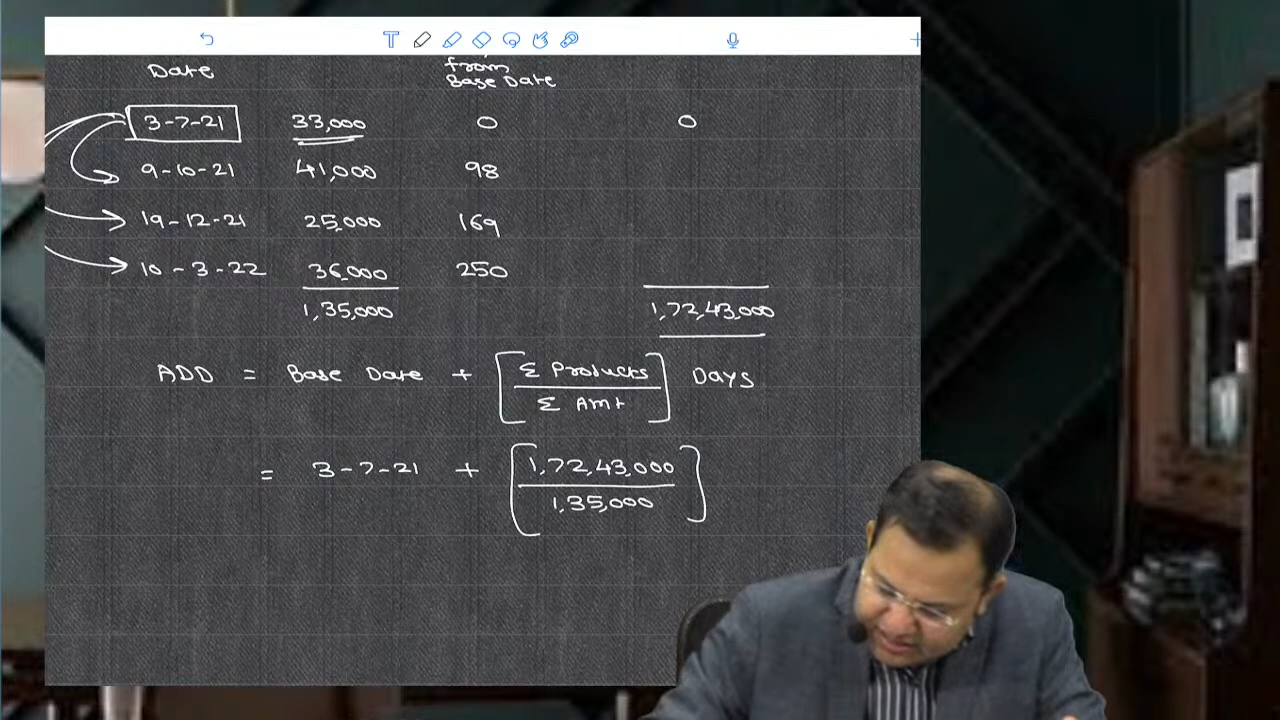 Date from
Base Date
3-7-21 33,000 0 0
9-10-21 41,000 98
19-12-21 25,000 169
10-3-22 36,000 250
1,35,000 1,72,43,000
ADD = Base Date + [Σ Products / Σ Amt] Days
= 3-7-21 + [1,72,43,000 / 1,35,000]